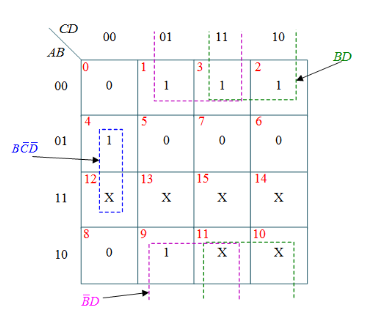 CD
00 01 11 10
AB
0 1 3 2
00 0 1 1 1
BD
4 5 7 6
01 1 0 0 0
BC̅D̅
12 13 15 14
11 X X X X
8 9 11 10
10 0 1 X X
B̅D